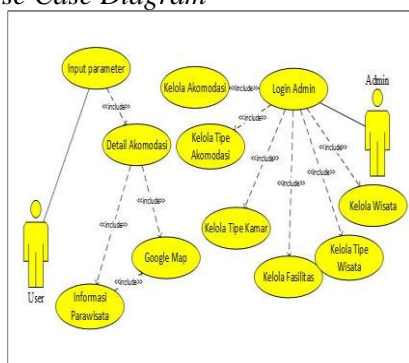 se Case Diagram
Input parameter
<<include>>
Detail Akomodasi
<<include>>
<<include>>
Google Map
<<include>>
Informasi
Parawisata
User
Kelola Akomodasi
<<include>>
Login Admin
Admin
<<include>>
Kelola Tipe
Akomodasi
<<include>>
<<include>>
<<include>>
<<include>>
Kelola Wisata
Kelola Tipe Kamar
Kelola Tipe
Wisata
Kelola Fasilitas